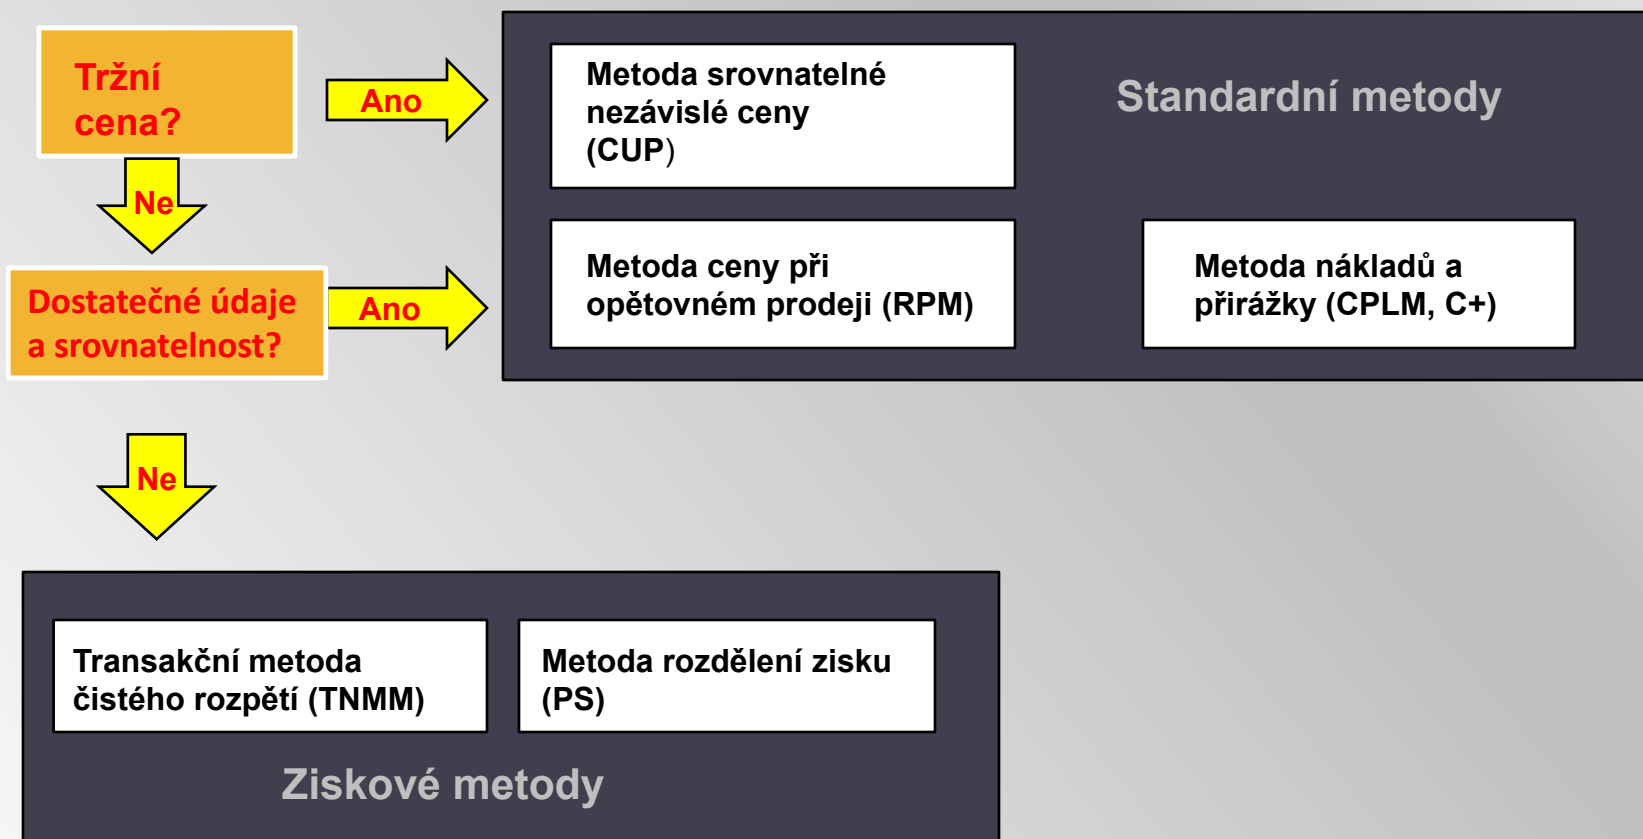 Tržní
cena?
Ano
Metoda srovnatelné
nezávislé ceny
(CUP)
Standardní metody
Ne
Dostatečné údaje
a srovnatelnost?
Ano
Metoda ceny při
opětovném prodeji (RPM)
Metoda nákladů a
přirážky (CPLM, C+)
Ne
Transakční metoda
čistého rozpětí (TNMM)
Metoda rozdělení zisku
(PS)
Ziskové metody